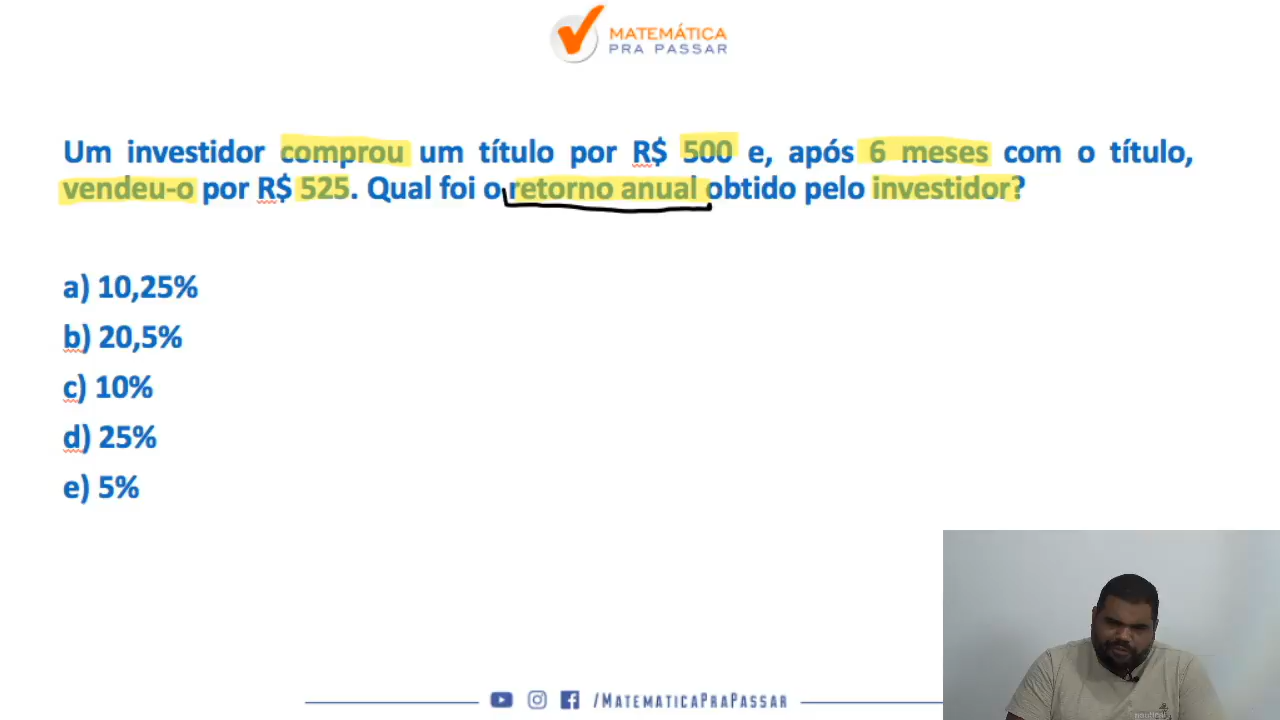 MATEMÁTICA
PRA PASSAR
Um investidor comprou um título por R$ 500 e, após 6 meses com o título,
vendeu-o por R$ 525. Qual foi o retorno anual obtido pelo investidor?
a) 10,25%
b) 20,5%
c) 10%
d) 25%
e) 5%
/MATEMATICAPRAPASSAR